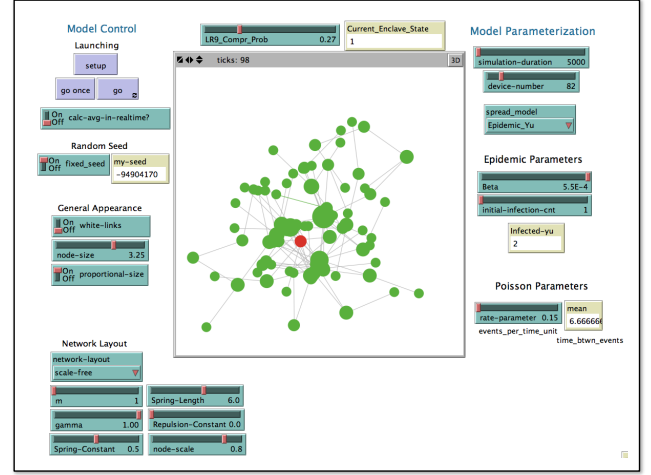 Model Control
Launching
setup
go once
go
On
Off
calc-avg-in-realtime?
Random Seed
On
Off
fixed_seed
my-seed
-94904170
General Appearance
On
Off
white-links
node-size 3.25
On
Off
proportional-size
Network Layout
network-layout
scale-free
m 1
gamma 1.00
Spring-Constant 0.5
Spring-Length 6.0
Repulsion-Constant 0.0
node-scale 0.8
LR9_Compr_Prob 0.27
Current_Enclave_State
1
ticks: 98
3D
Model Parameterization
simulation-duration 5000
device-number 82
spread_model
Epidemic_Yu
Epidemic Parameters
Beta 5.5E-4
initial-infection-cnt 1
Infected-yu
2
Poisson Parameters
rate-parameter 0.15
events_per_time_unit
mean
6.666666
time_btwn_events